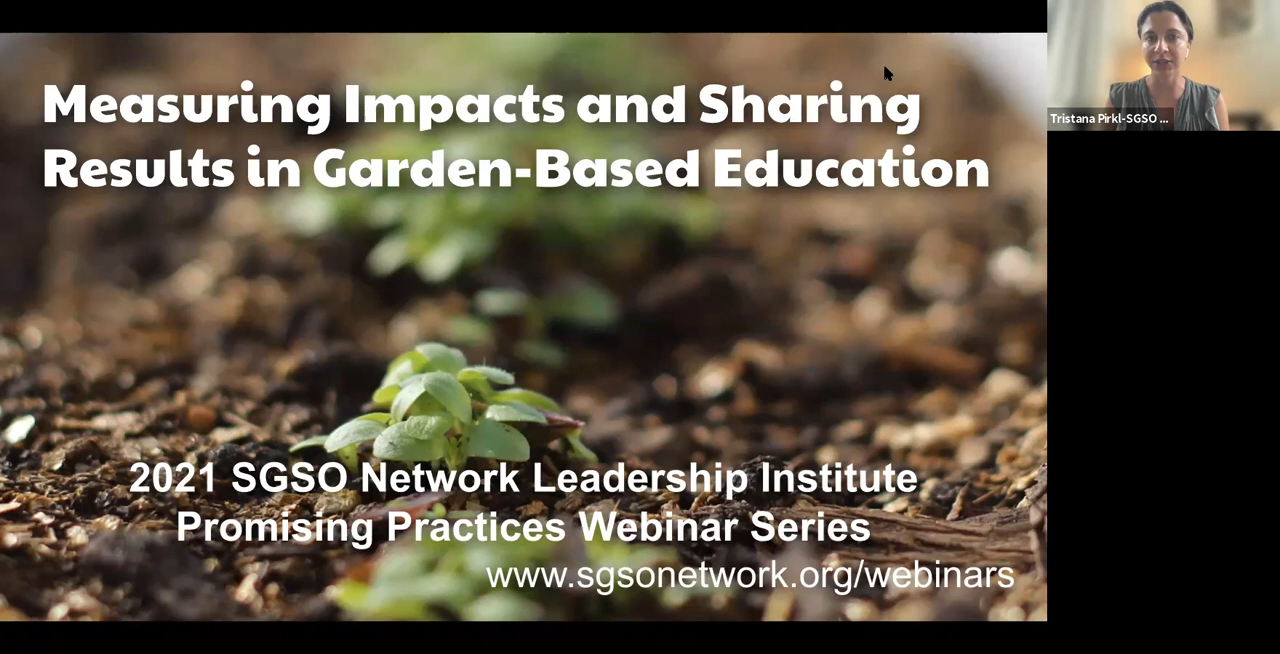 Measuring Impacts and Sharing
Results in Garden-Based Education
2021 SGSO Network Leadership Institute
Promising Practices Webinar Series
www.sgsonetwork.org/webinars
Tristana Pirkl-SGSO ...